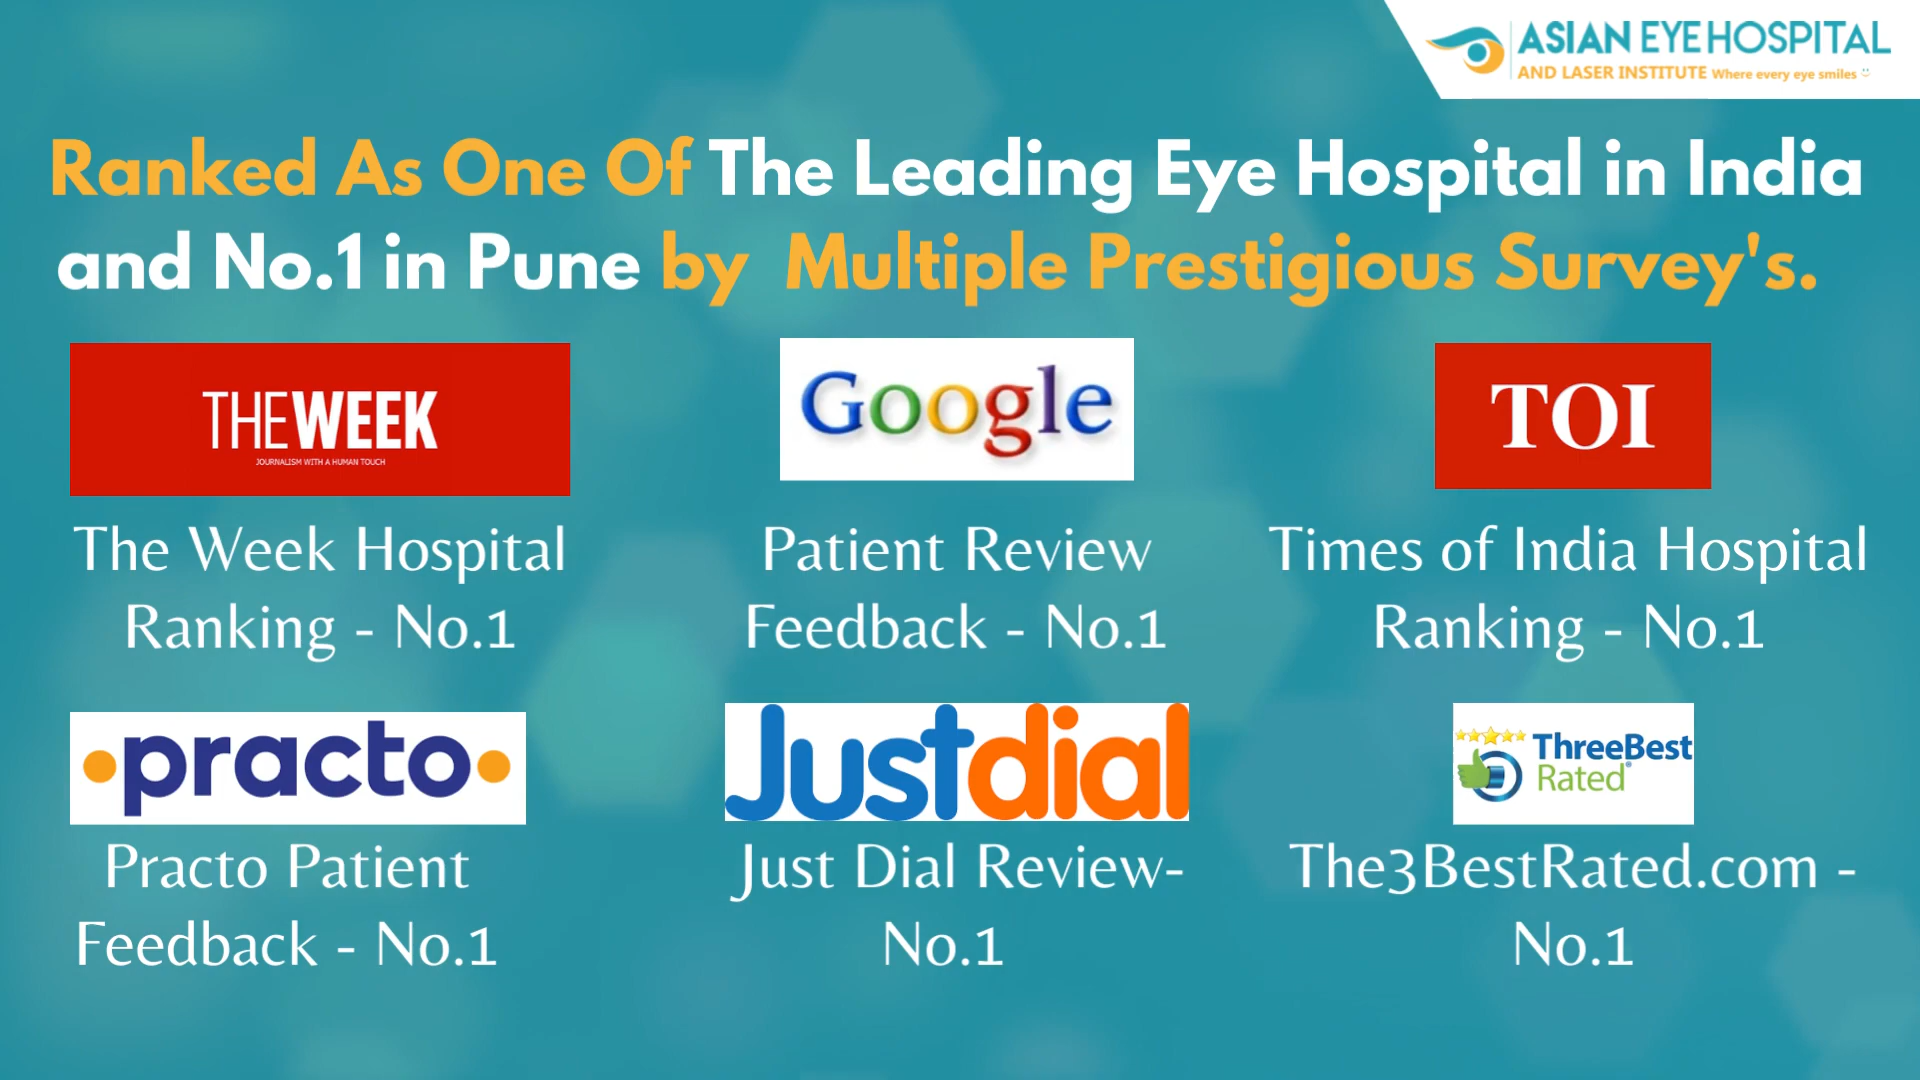 ASIAN EYE HOSPITAL
AND LASER INSTITUTE Where every eye smiles
Ranked As One Of The Leading Eye Hospital in India
and No.1 in Pune by Multiple Prestigious Survey's.
THE WEEK
JOURNALISM WITH A HUMAN TOUCH
Google
TOI
The Week Hospital
Ranking - No.1
Patient Review
Feedback - No.1
Times of India Hospital
Ranking - No.1
practo
Justdial
ThreeBest
Rated®
Practo Patient
Feedback - No.1
Just Dial Review-
No.1
The3BestRated.com -
No.1